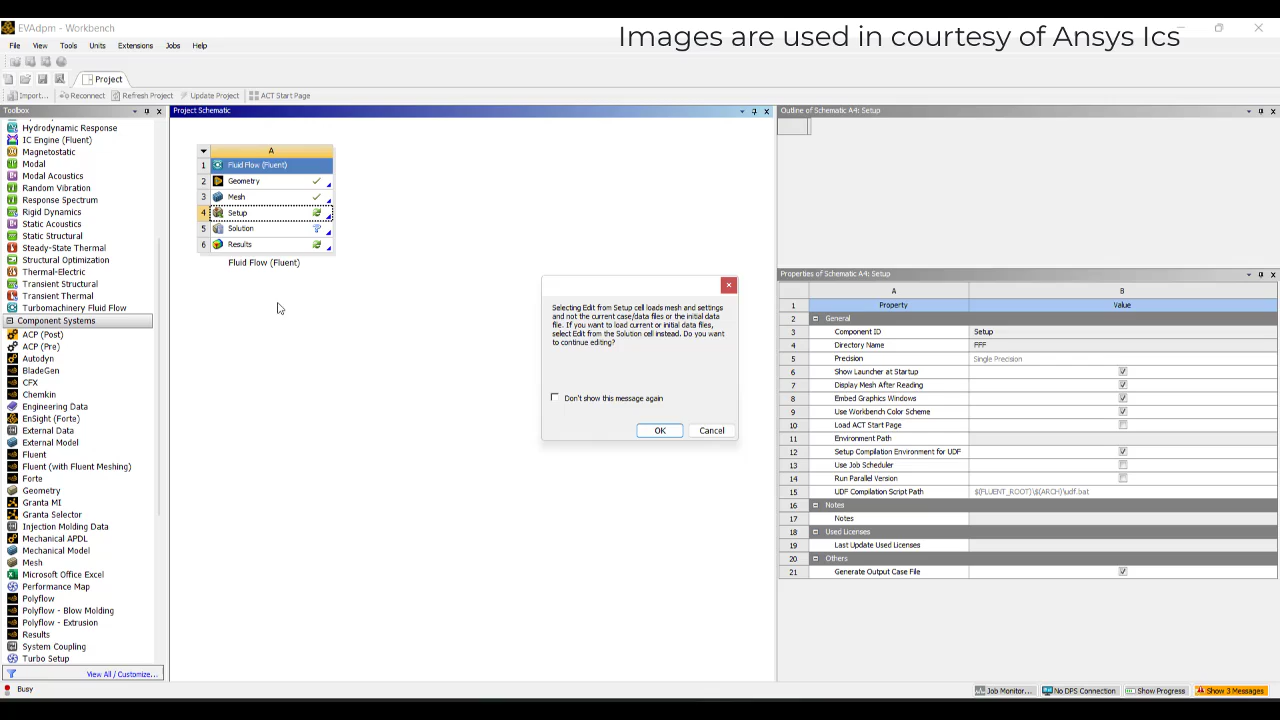 EVAdpm - Workbench
Images are used in courtesy of Ansys Ics
File View Tools Units Extensions Jobs Help
Project
Import... Reconnect Refresh Project Update Project ACT Start Page
Toolbox
Hydrodynamic Response
IC Engine (Fluent)
Magnetostatic
Modal
Modal Acoustics
Random Vibration
Response Spectrum
Rigid Dynamics
Static Acoustics
Static Structural
Steady-State Thermal
Structural Optimization
Thermal-Electric
Transient Structural
Transient Thermal
Turbomachinery Fluid Flow
Component Systems
ACP (Post)
ACP (Pre)
Autodyn
BladeGen
CFX
Chemkin
Engineering Data
EnSight (Forte)
External Data
External Model
Fluent
Fluent (with Fluent Meshing)
Forte
Geometry
Granta MI
Granta Selector
Injection Molding Data
Mechanical APDL
Mechanical Model
Mesh
Microsoft Office Excel
Performance Map
Polyflow
Polyflow - Blow Molding
Polyflow - Extrusion
Results
System Coupling
Turbo Setup
View All / Customize...
Project Schematic
A
1 Fluid Flow (Fluent)
2 Geometry
3 Mesh
4 Setup
5 Solution
6 Results
Fluid Flow (Fluent)
Selecting Edit from Setup cell loads mesh and settings
and not the current case/data files or the initial data
file. If you want to load current or initial data files,
select Edit from the Solution cell instead. Do you want
to continue editing?
Don't show this message again
OK Cancel
Outline of Schematic A4: Setup
Properties of Schematic A4: Setup
A B
1 Property Value
2 General
3 Component ID Setup
4 Directory Name FFF
5 Precision Single Precision
6 Show Launcher at Startup
7 Display Mesh After Reading
8 Embed Graphics Windows
9 Use Workbench Color Scheme
10 Load ACT Start Page
11 Environment Path
12 Setup Compilation Environment for UDF
13 Use Job Scheduler
14 Run Parallel Version
15 UDF Compilation Script Path $(FLUENT_ROOT)\$(ARCH)\udf.bat
16 Notes
17 Notes
18 Used Licenses
19 Last Update Used Licenses
20 Others
21 Generate Output Case File
Busy
Job Monitor... No DPS Connection Show Progress Show 3 Messages